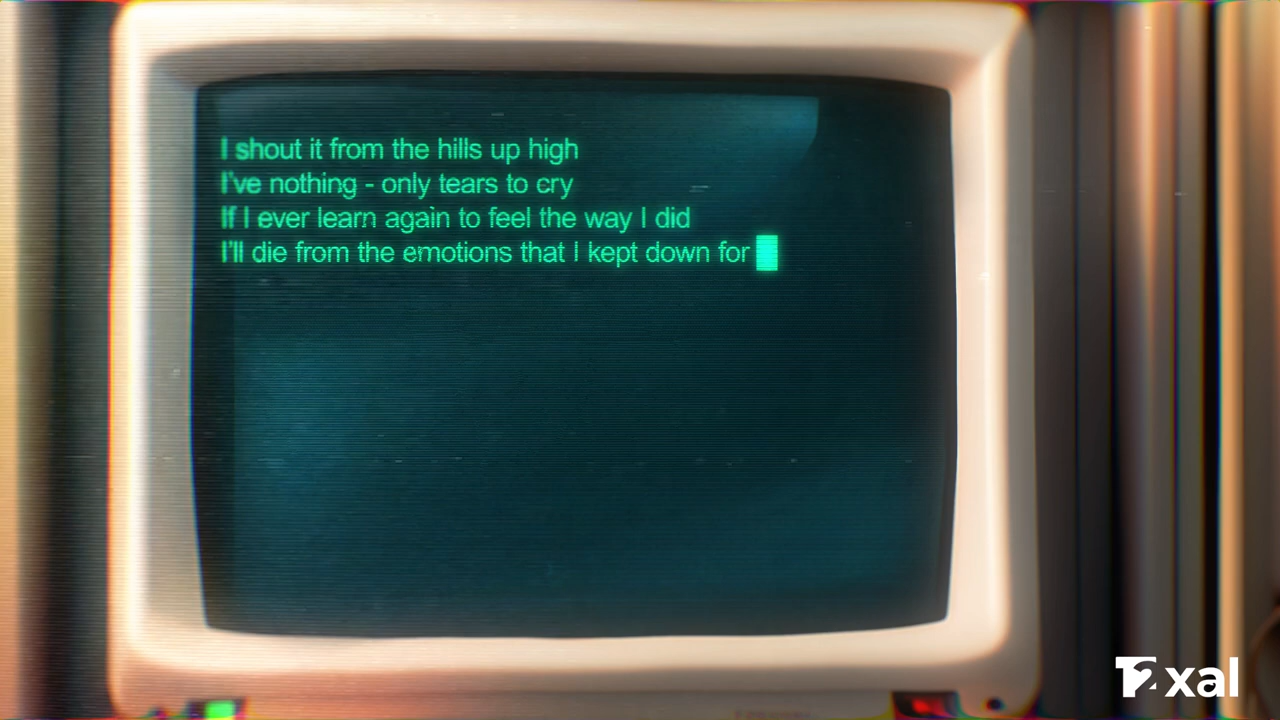 I shout it from the hills up high
I've nothing - only tears to cry
If I ever learn again to feel the way I did
I'll die from the emotions that I kept down for
xal